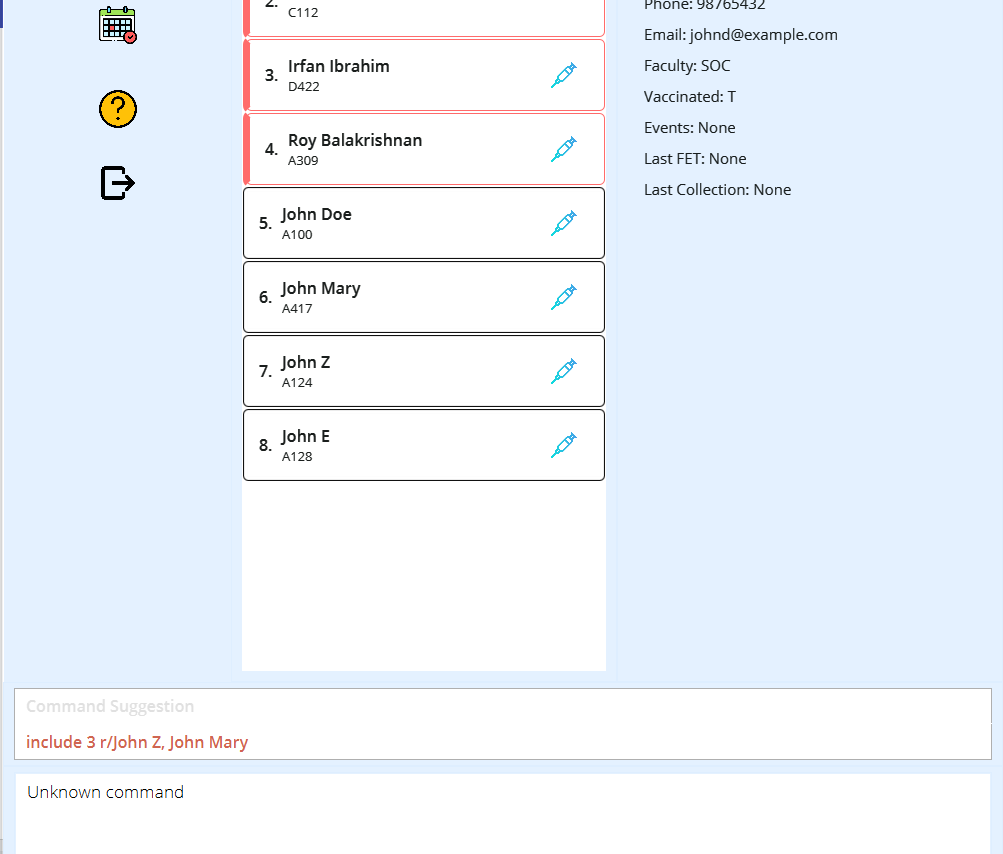 2.
C112
3.
Irfan Ibrahim
D422
4.
Roy Balakrishnan
A309
5.
John Doe
A100
6.
John Mary
A417
7.
John Z
A124
8.
John E
A128
Phone: 98765432
Email: johnd@example.com
Faculty: SOC
Vaccinated: T
Events: None
Last FET: None
Last Collection: None
Command Suggestion
include 3 r/John Z, John Mary
Unknown command